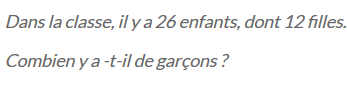 Dans la classe, il y a 26 enfants, dont 12 filles.
Combien y a -t-il de garçons ?